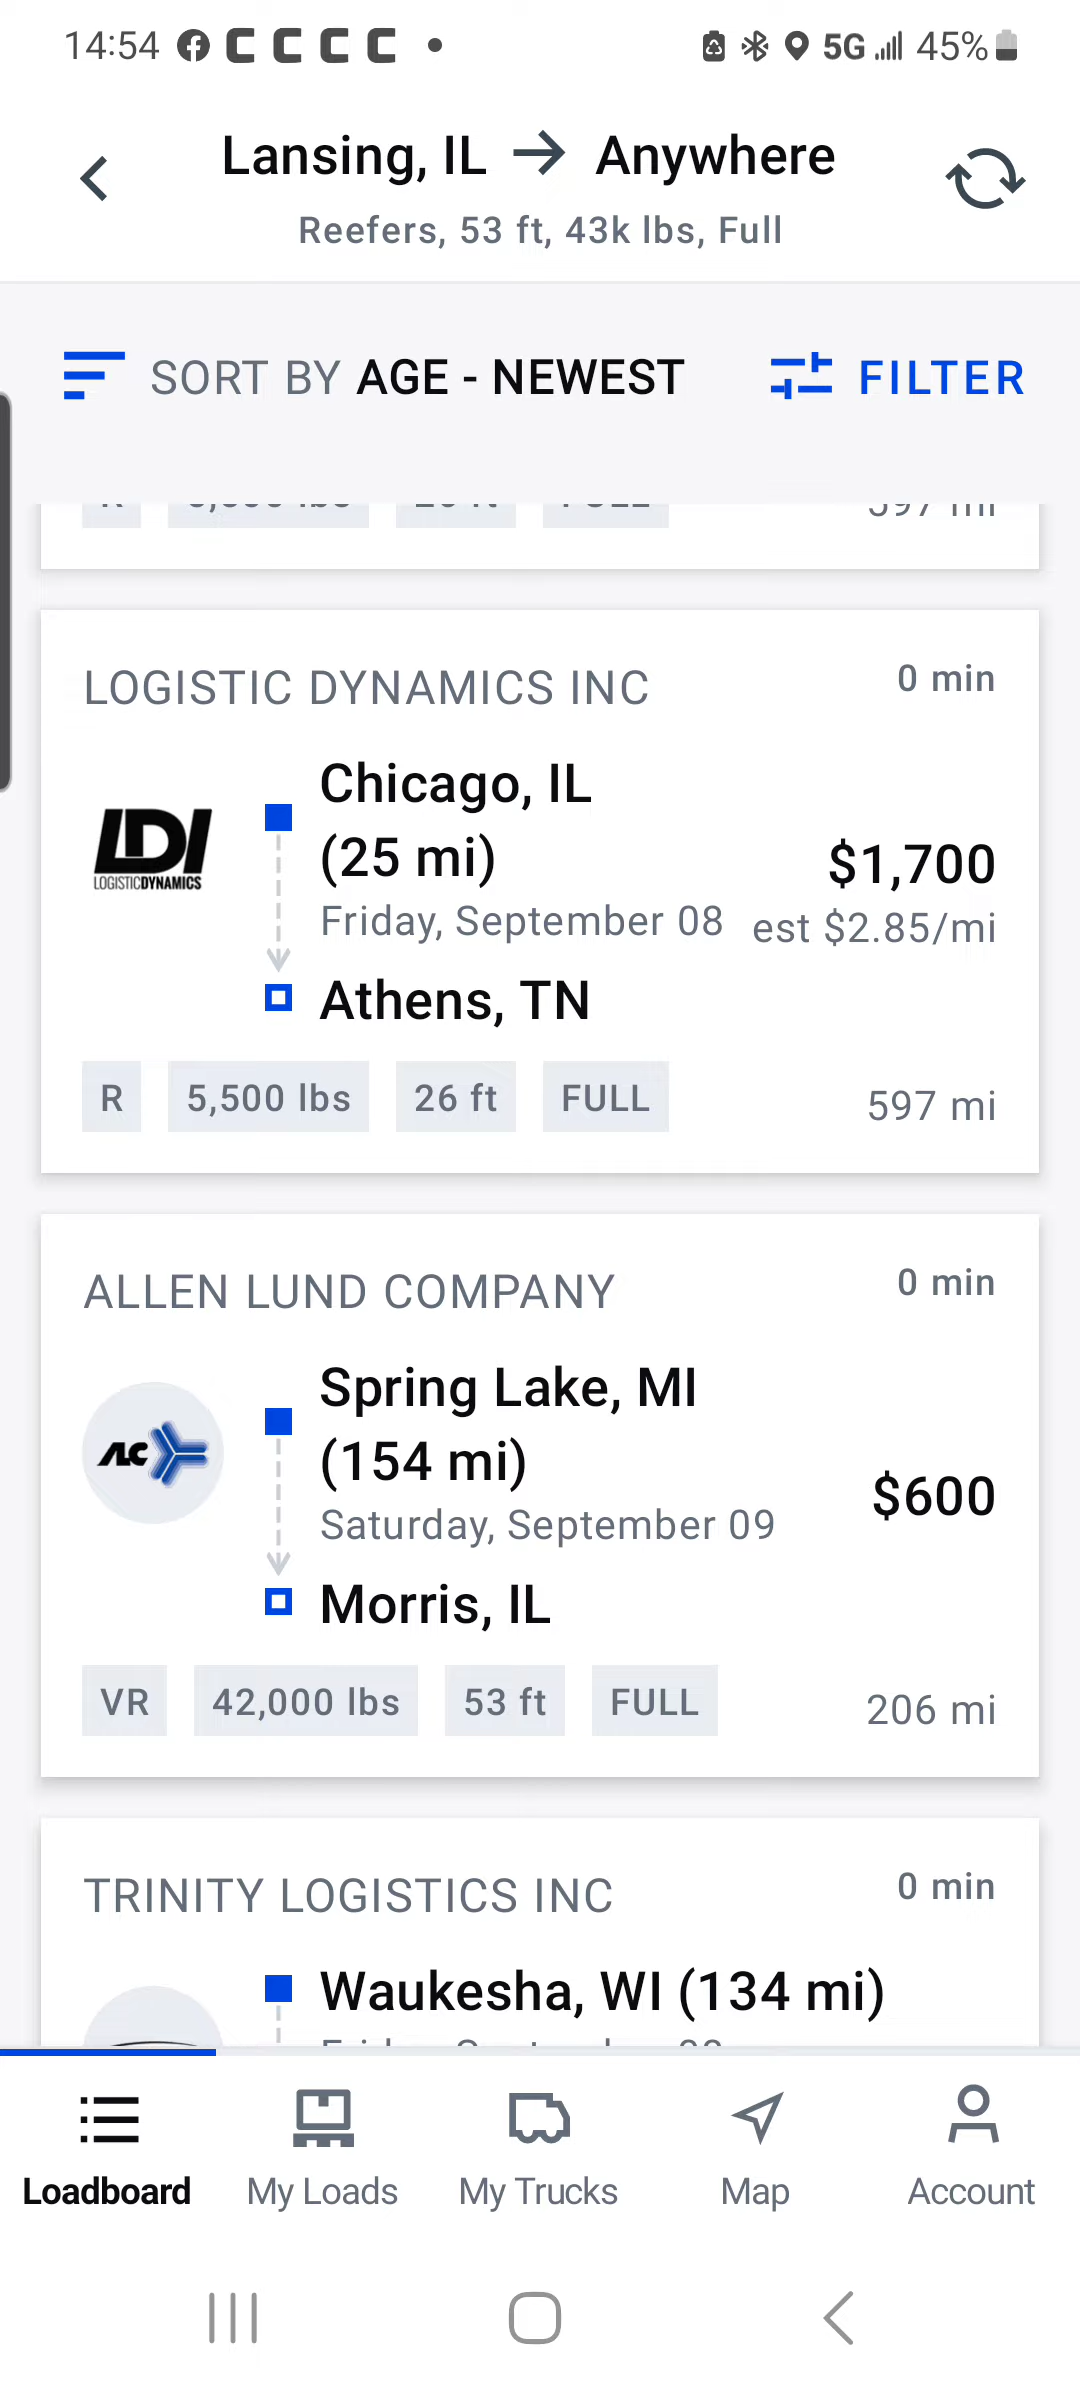 14:54 5G 45%
Lansing, IL → Anywhere
Reefers, 53 ft, 43k lbs, Full
SORT BY AGE - NEWEST FILTER
597 mi
LOGISTIC DYNAMICS INC 0 min
Chicago, IL
(25 mi)
$1,700
Friday, September 08 est $2.85/mi
LDI
LOGISTICDYNAMICS
Athens, TN
R 5,500 lbs 26 ft FULL 597 mi
ALLEN LUND COMPANY 0 min
Spring Lake, MI
(154 mi)
ALC
$600
Saturday, September 09
Morris, IL
VR 42,000 lbs 53 ft FULL 206 mi
TRINITY LOGISTICS INC 0 min
Waukesha, WI (134 mi)
Loadboard My Loads My Trucks Map Account